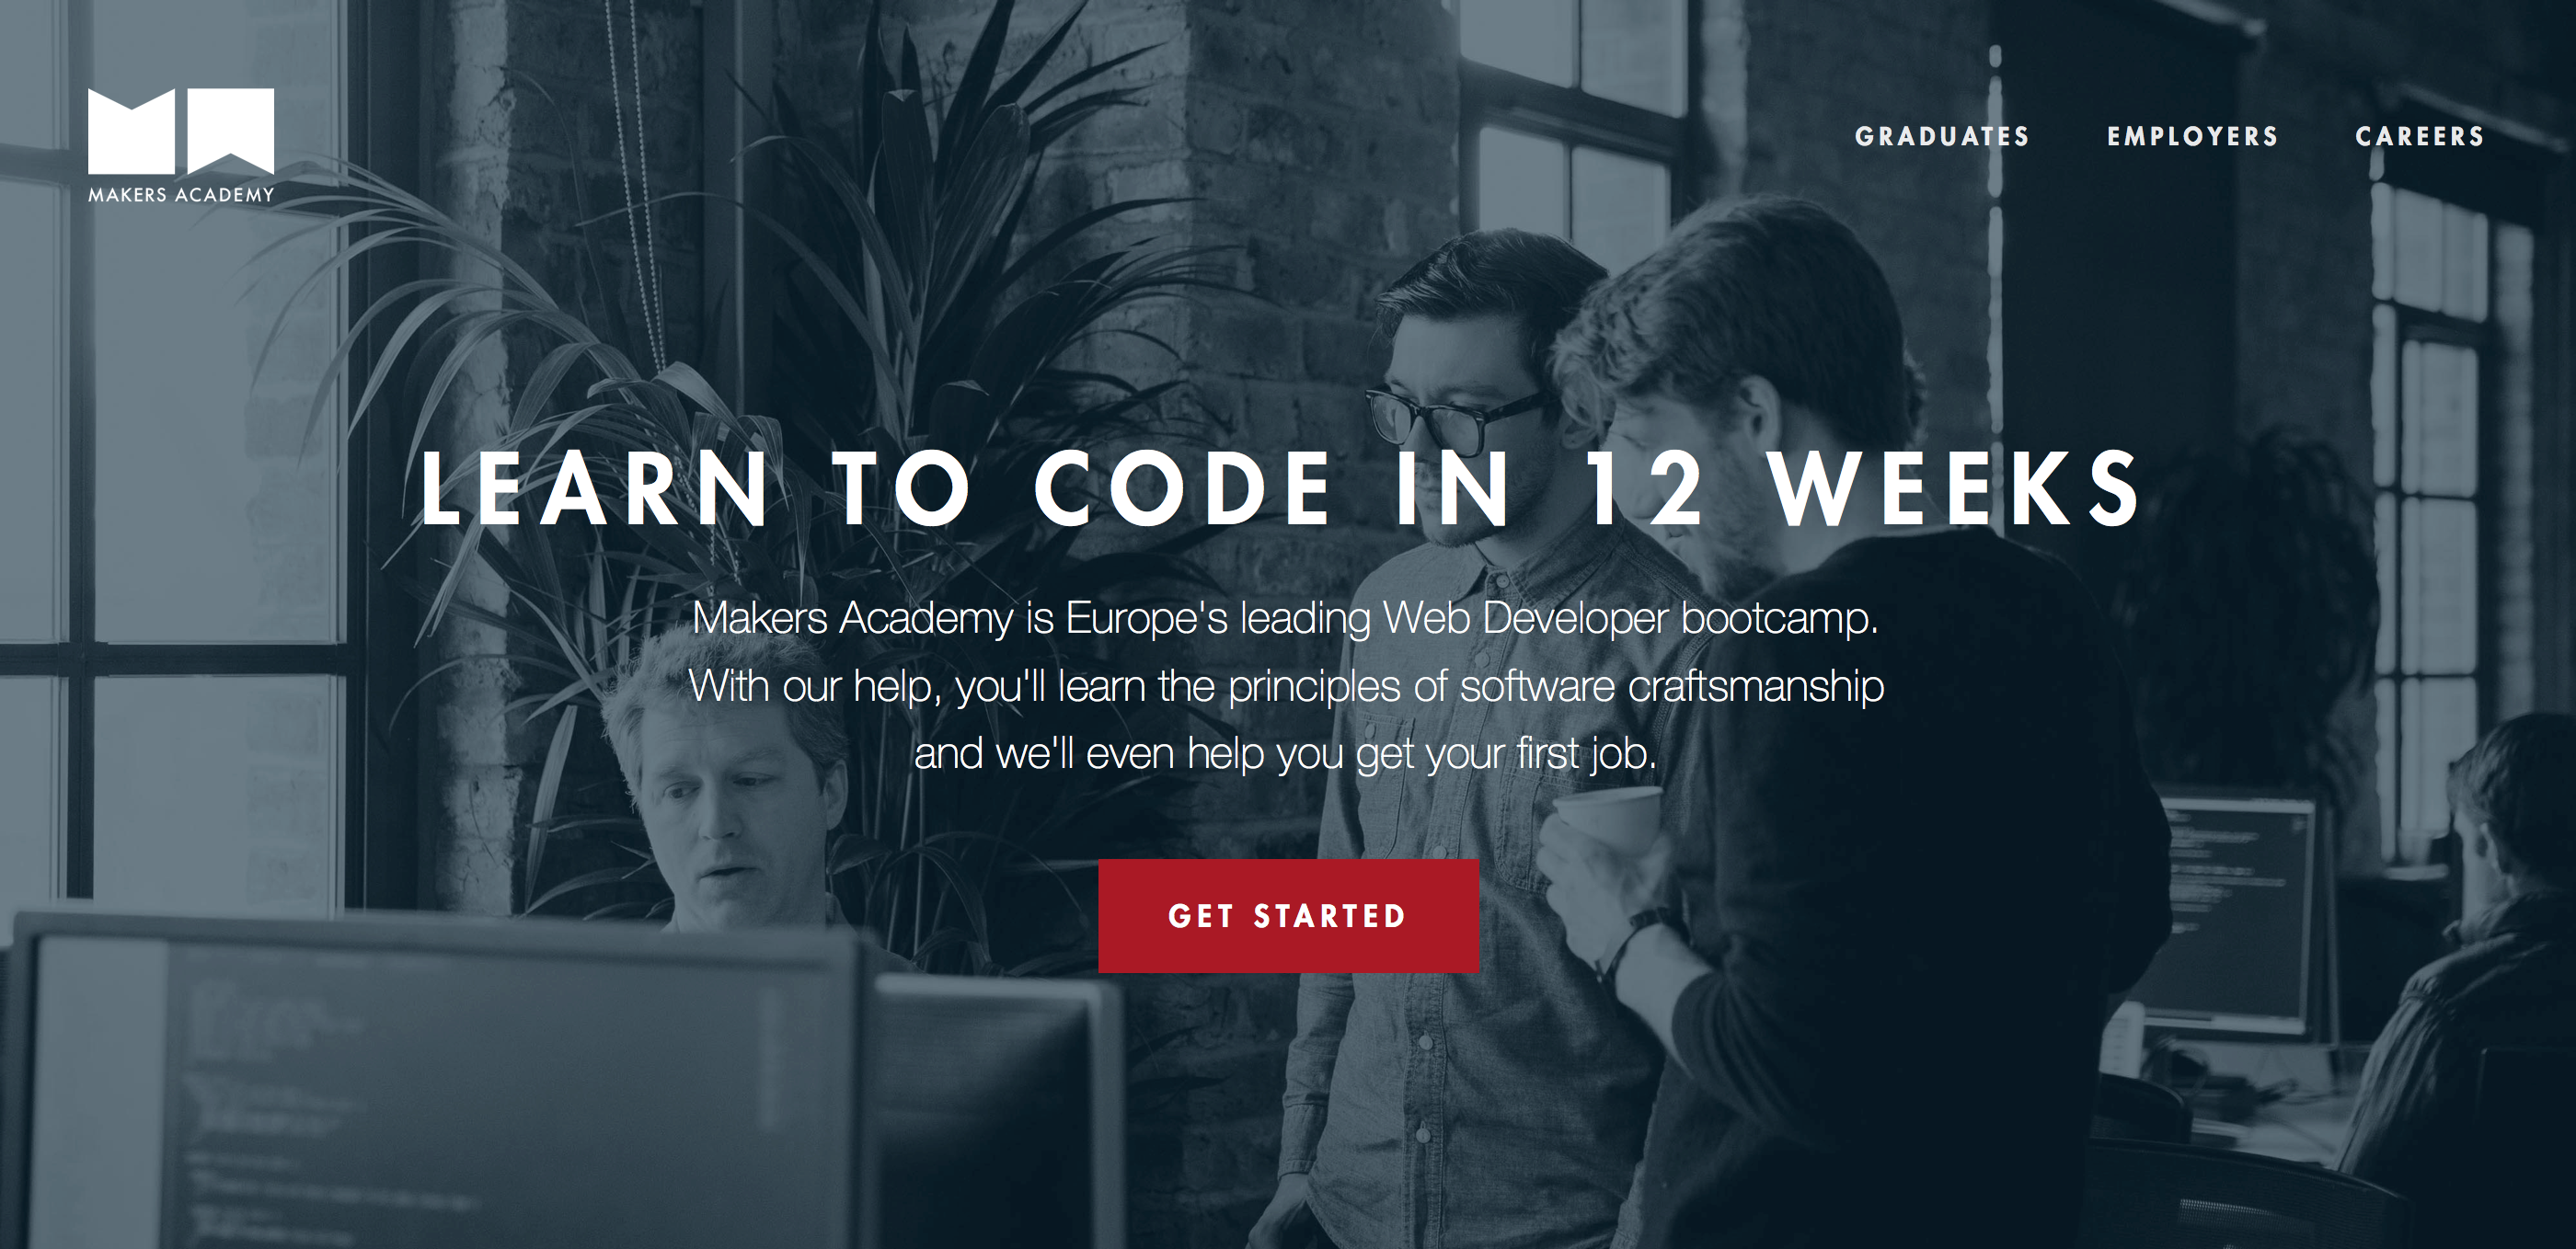 MAKERS ACADEMY
GRADUATES EMPLOYERS CAREERS
LEARN TO CODE IN 12 WEEKS
Makers Academy is Europe's leading Web Developer bootcamp.
With our help, you'll learn the principles of software craftsmanship
and we'll even help you get your first job.
GET STARTED